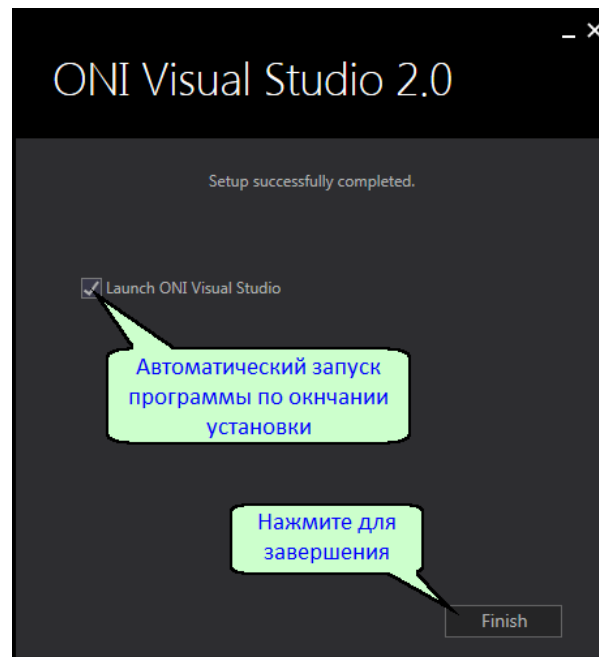 ONI Visual Studio 2.0
Setup successfully completed.
Launch ONI Visual Studio
Автоматический запуск
программы по окнчании
установки
Нажмите для
завершения
Finish